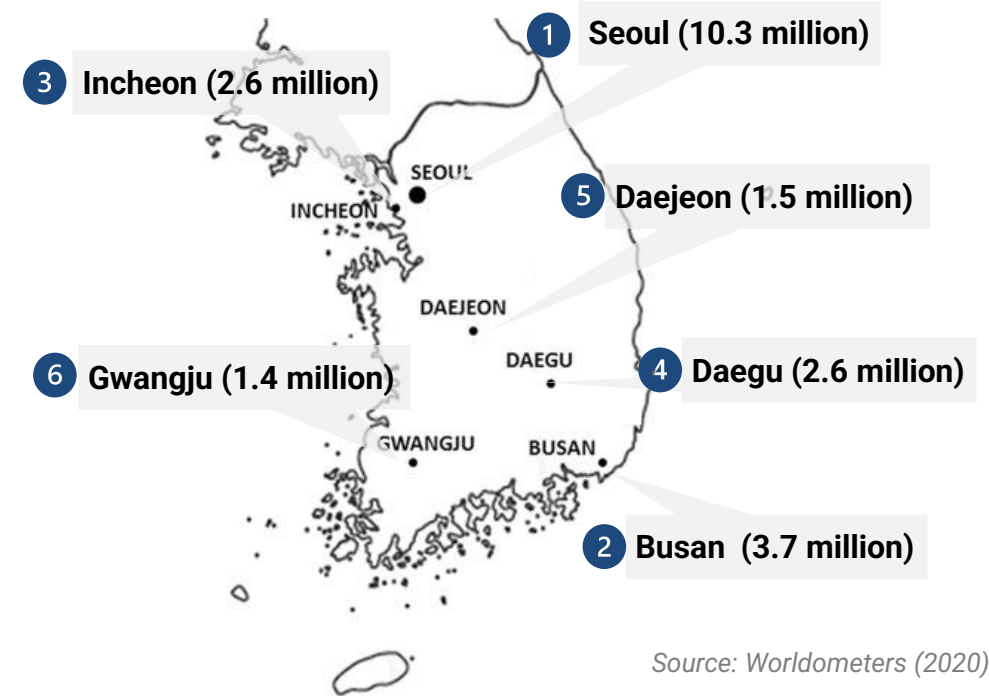 1 Seoul (10.3 million)
3 Incheon (2.6 million)
SEOUL
5 Daejeon (1.5 million)
INCHEON
DAEJEON
DAEGU
6 Gwangju (1.4 million)
4 Daegu (2.6 million)
GWANGJU
BUSAN
2 Busan (3.7 million)
Source: Worldometers (2020)